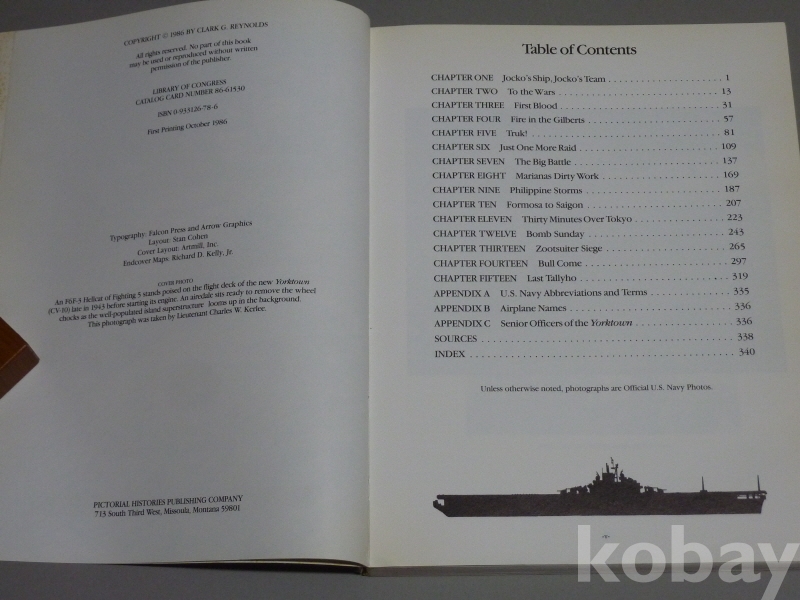 COPYRIGHT © 1986 BY CLARK G. REYNOLDS
All rights reserved. No part of this book
may be used or reproduced without written
permission of the publisher.
LIBRARY OF CONGRESS
CATALOG CARD NUMBER 86-61530
ISBN 0-933126-78-6
First Printing October 1986
Typography: Falcon Press and Arrow Graphics
Layout: Stan Cohen
Cover Layout: Artmill, Inc.
Endcover Maps: Richard D. Kelly, Jr.
COVER PHOTO
An F6F-3 Hellcat of Fighting 5 stands poised on the flight deck of the new Yorktown
(CV-10) late in 1943 before starting its engine. An airedale sits ready to remove the wheel
chocks as the well-populated island superstructure looms up in the background.
This photograph was taken by Lieutenant Charles W. Kerlee.
PICTORIAL HISTORIES PUBLISHING COMPANY
713 South Third West, Missoula, Montana 59801
Table of Contents
CHAPTER ONE Jocko's Ship, Jocko's Team . . . . . . . . . . . . . . . . . . . . 1
CHAPTER TWO To the Wars . . . . . . . . . . . . . . . . . . . . 13
CHAPTER THREE First Blood . . . . . . . . . . . . . . . . . . . . 31
CHAPTER FOUR Fire in the Gilberts . . . . . . . . . . . . . . . . . . . . 57
CHAPTER FIVE Truk! . . . . . . . . . . . . . . . . . . . . 81
CHAPTER SIX Just One More Raid . . . . . . . . . . . . . . . . . . . . 109
CHAPTER SEVEN The Big Battle . . . . . . . . . . . . . . . . . . . . 137
CHAPTER EIGHT Marianas Dirty Work . . . . . . . . . . . . . . . . . . . . 169
CHAPTER NINE Philippine Storms . . . . . . . . . . . . . . . . . . . . 187
CHAPTER TEN Formosa to Saigon . . . . . . . . . . . . . . . . . . . . 207
CHAPTER ELEVEN Thirty Minutes Over Tokyo . . . . . . . . . . . . . . . . 223
CHAPTER TWELVE Bomb Sunday . . . . . . . . . . . . . . . . . . . . 243
CHAPTER THIRTEEN Zootsuiter Siege . . . . . . . . . . . . . . . . . . . . 265
CHAPTER FOURTEEN Bull Come . . . . . . . . . . . . . . . . . . . . 297
CHAPTER FIFTEEN Last Tallyho . . . . . . . . . . . . . . . . . . . . 319
APPENDIX A U.S. Navy Abbreviations and Terms . . . . . . . . . . . . . . . 335
APPENDIX B Airplane Names . . . . . . . . . . . . . . . . . . . . 336
APPENDIX C Senior Officers of the Yorktown . . . . . . . . . . . . . . . . . 336
SOURCES . . . . . . . . . . . . . . . . . . . . 338
INDEX . . . . . . . . . . . . . . . . . . . . 340
Unless otherwise noted, photographs are Official U.S. Navy Photos.
kobay